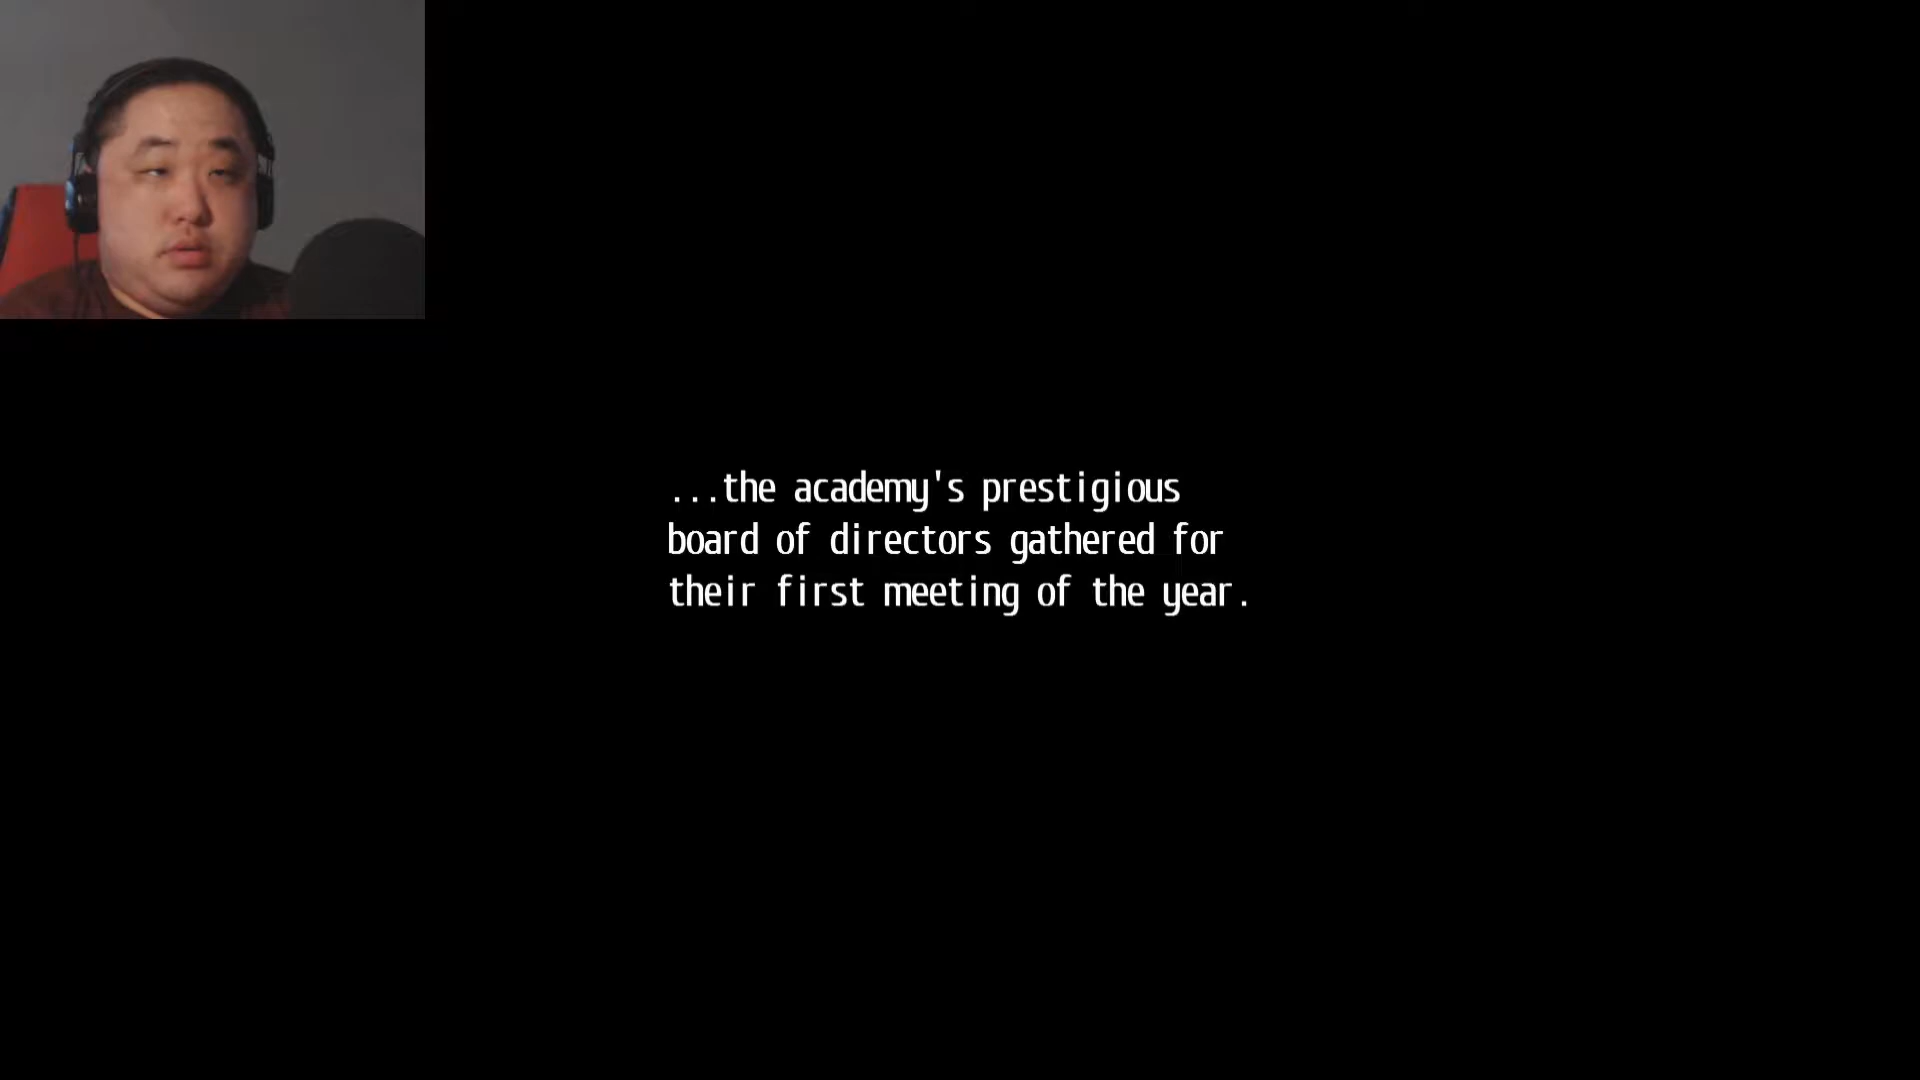 ...the academy's prestigious
board of directors gathered for
their first meeting of the year.